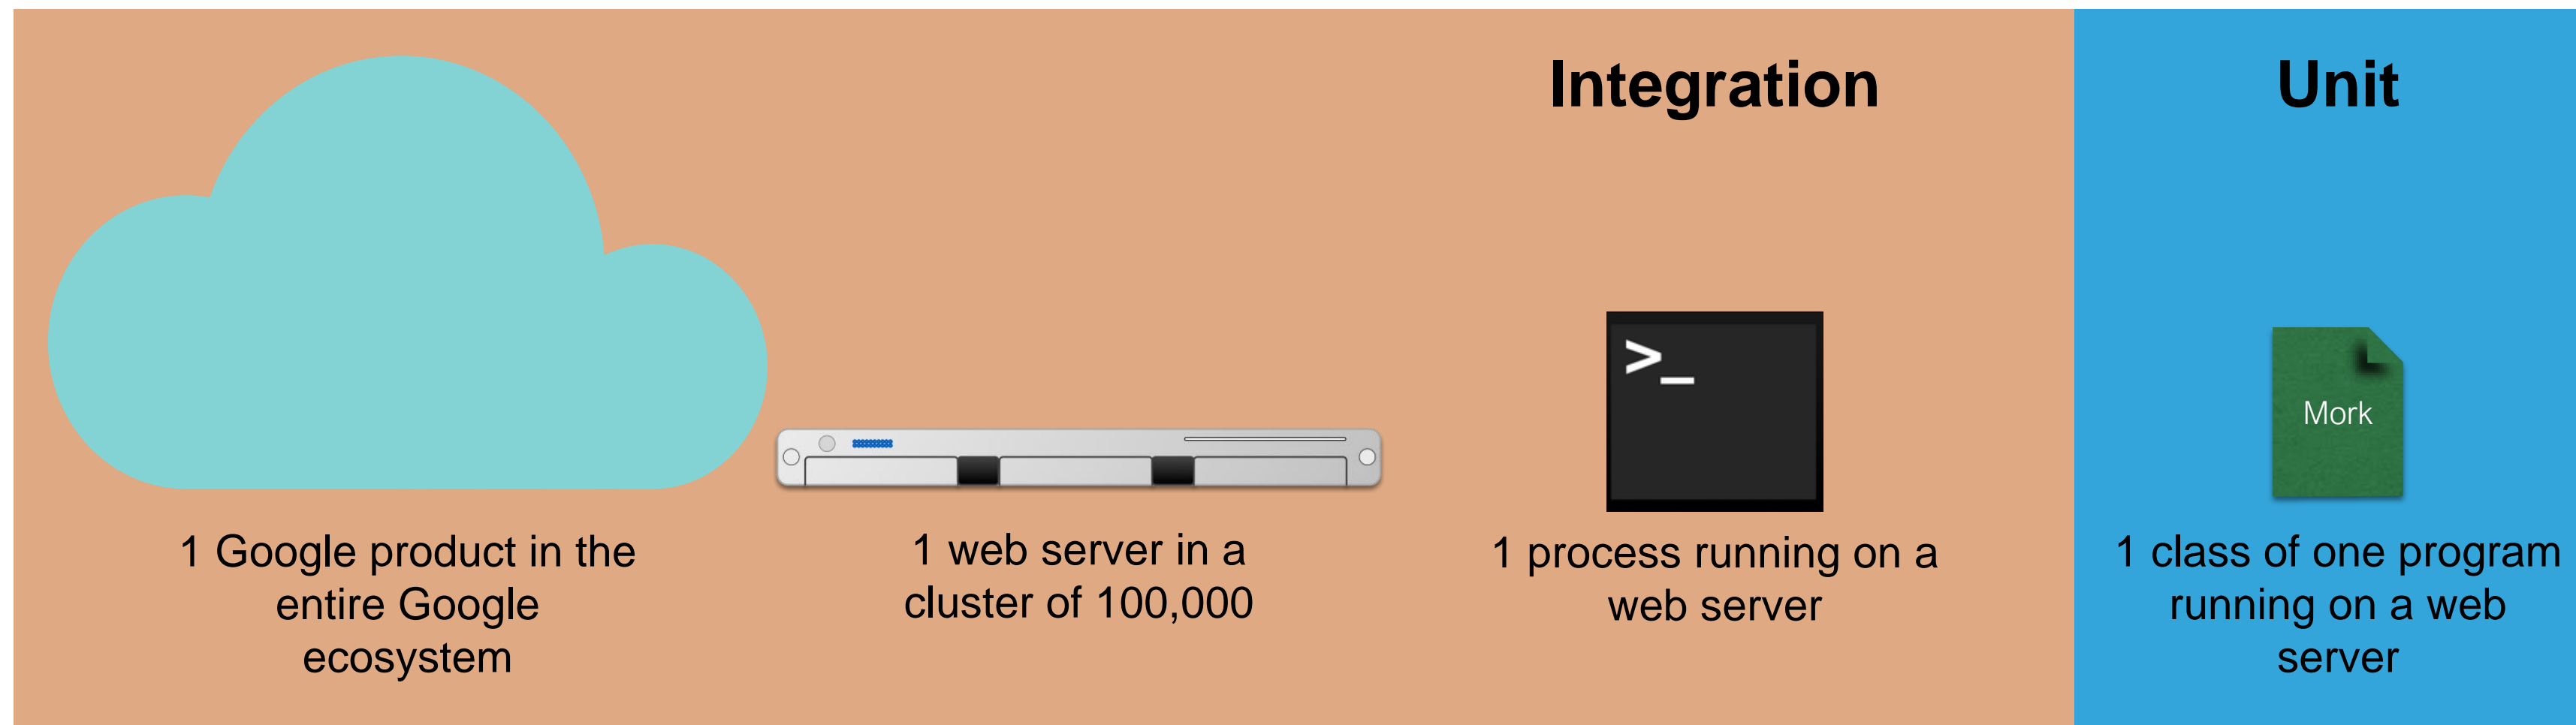 Integration
Unit
>_
Mork
1 Google product in the
entire Google
ecosystem
1 web server in a
cluster of 100,000
1 process running on a
web server
1 class of one program
running on a web
server